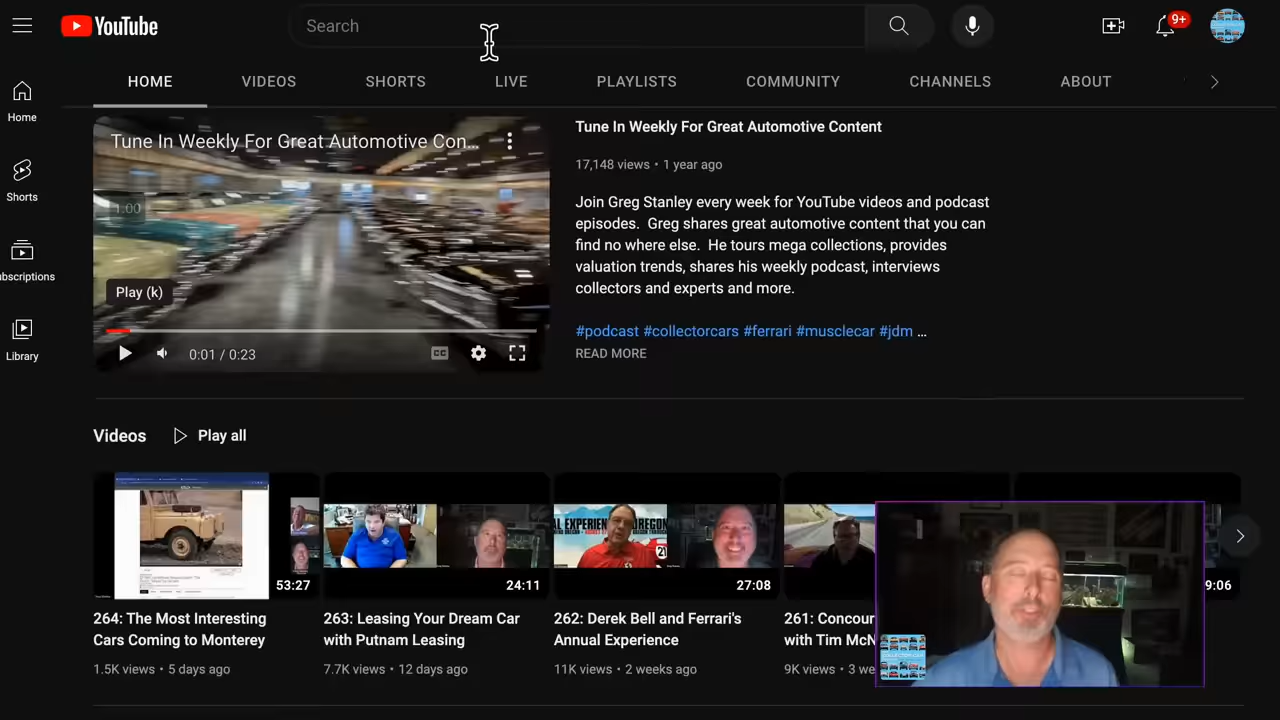 YouTube
Search
9+
HOME
VIDEOS
SHORTS
LIVE
PLAYLISTS
COMMUNITY
CHANNELS
ABOUT
Home
Shorts
ubscriptions
Library
Tune In Weekly For Great Automotive Con...
1.00
Play (k)
0:01 / 0:23
CC
Tune In Weekly For Great Automotive Content
17,148 views • 1 year ago
Join Greg Stanley every week for YouTube videos and podcast
episodes. Greg shares great automotive content that you can
find no where else. He tours mega collections, provides
valuation trends, shares his weekly podcast, interviews
collectors and experts and more.
#podcast #collectorcars #ferrari #musclecar #jdm ...
READ MORE
Videos
Play all
53:27
264: The Most Interesting
Cars Coming to Monterey
1.5K views • 5 days ago
24:11
263: Leasing Your Dream Car
with Putnam Leasing
7.7K views • 12 days ago
AL EXPERIEN
OREGON
27:08
262: Derek Bell and Ferrari's
Annual Experience
11K views • 2 weeks ago
261: Concour
with Tim McN
9K views • 3 we
9:06